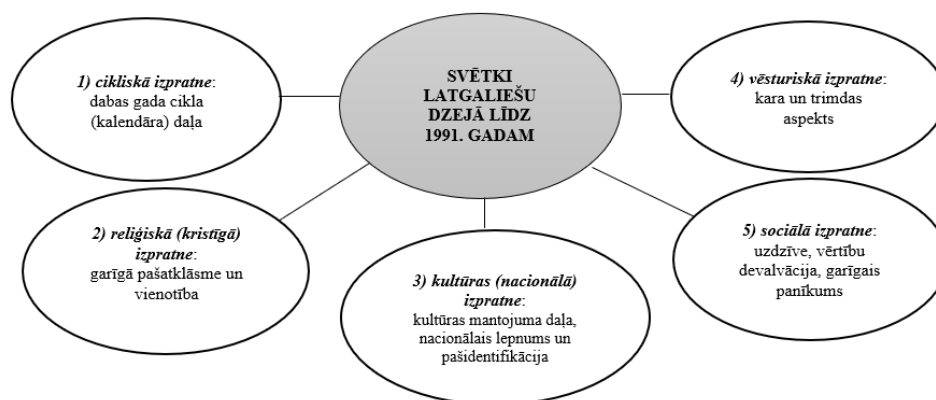 SVĒTKI
LATGALIEŠU
DZEJĀ LĪDZ
1991. GADAM
1) cikliskā izpratne:
dabas gada cikla
(kalendāra) daļa
2) reliģiskā (kristīgā)
izpratne:
garīgā pašatklāsme un
vienotība
3) kultūras (nacionālā)
izpratne:
kultūras mantojuma daļa,
nacionālais lepnums un
pašidentifikācija
4) vēsturiskā izpratne:
kara un trimdas
aspekts
5) sociālā izpratne:
uzdzīve, vērtību
devalvācija, garīgais
panīkums